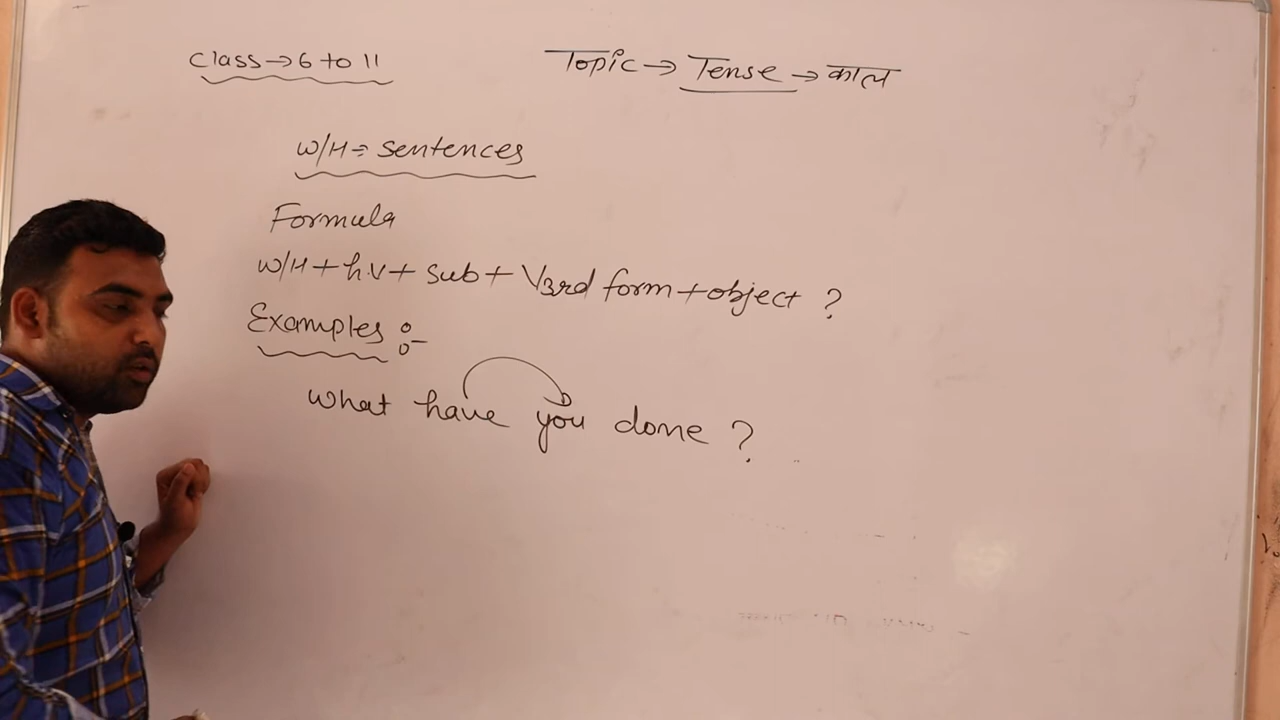 Class → 6 to 11
Topic → Tense → काल
W/H = sentences
Formula
W/H + h.v + sub + V3rd form + object ?
Examples :-
What have you done ?